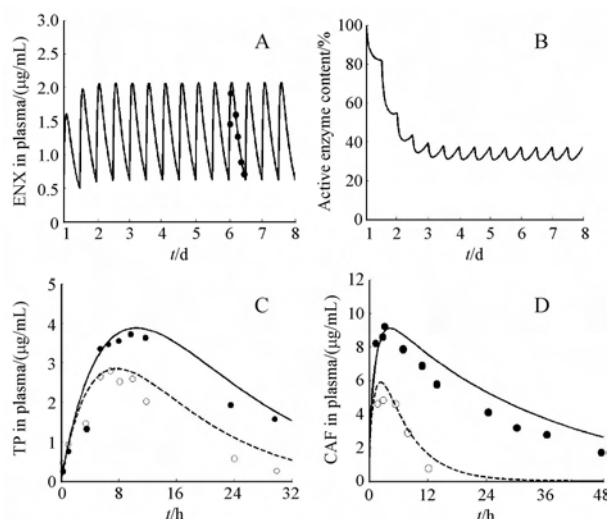 A
ENX in plasma/(μg/mL)
3.0
2.5
2.0
1.5
1.0
0.5
0
1 2 3 4 5 6 7 8
t/d
B
Active enzyme content/%
100
80
60
40
20
0
1 2 3 4 5 6 7 8
t/d
C
TP in plasma/(μg/mL)
5
4
3
2
1
0
0 8 16 24 32
t/h
D
CAF in plasma/(μg/mL)
12
10
8
6
4
2
0
0 12 24 36 48
t/h